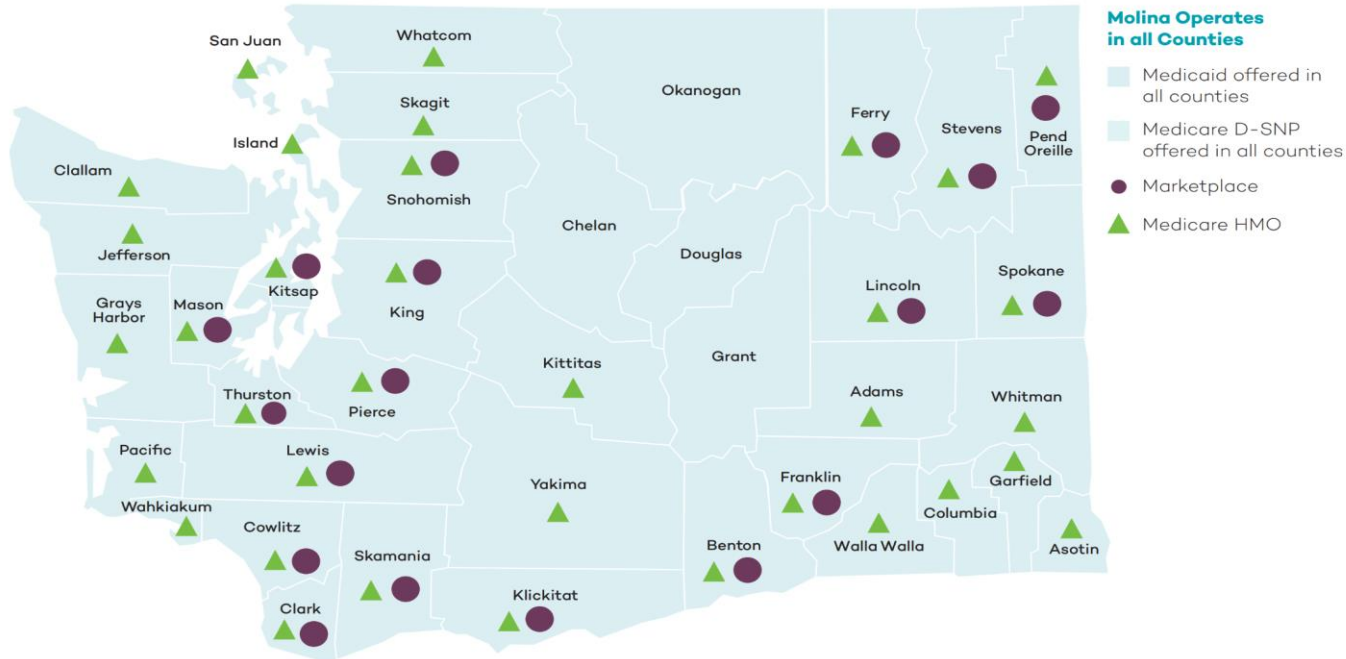 Molina Operates
in all Counties
Medicaid offered in
all counties
Medicare D-SNP
offered in all counties
Marketplace
Medicare HMO
San Juan
Whatcom
Okanogan
Skagit
Ferry
Stevens
Pend
Oreille
Island
Clallam
Snohomish
Chelan
Jefferson
Douglas
Kitsap
Spokane
Lincoln
Grays
Harbor
Mason
King
Grant
Kittitas
Thurston
Pierce
Adams
Whitman
Pacific
Lewis
Yakima
Franklin
Garfield
Columbia
Wahkiakum
Cowlitz
Skamania
Benton
Walla Walla
Asotin
Klickitat
Clark